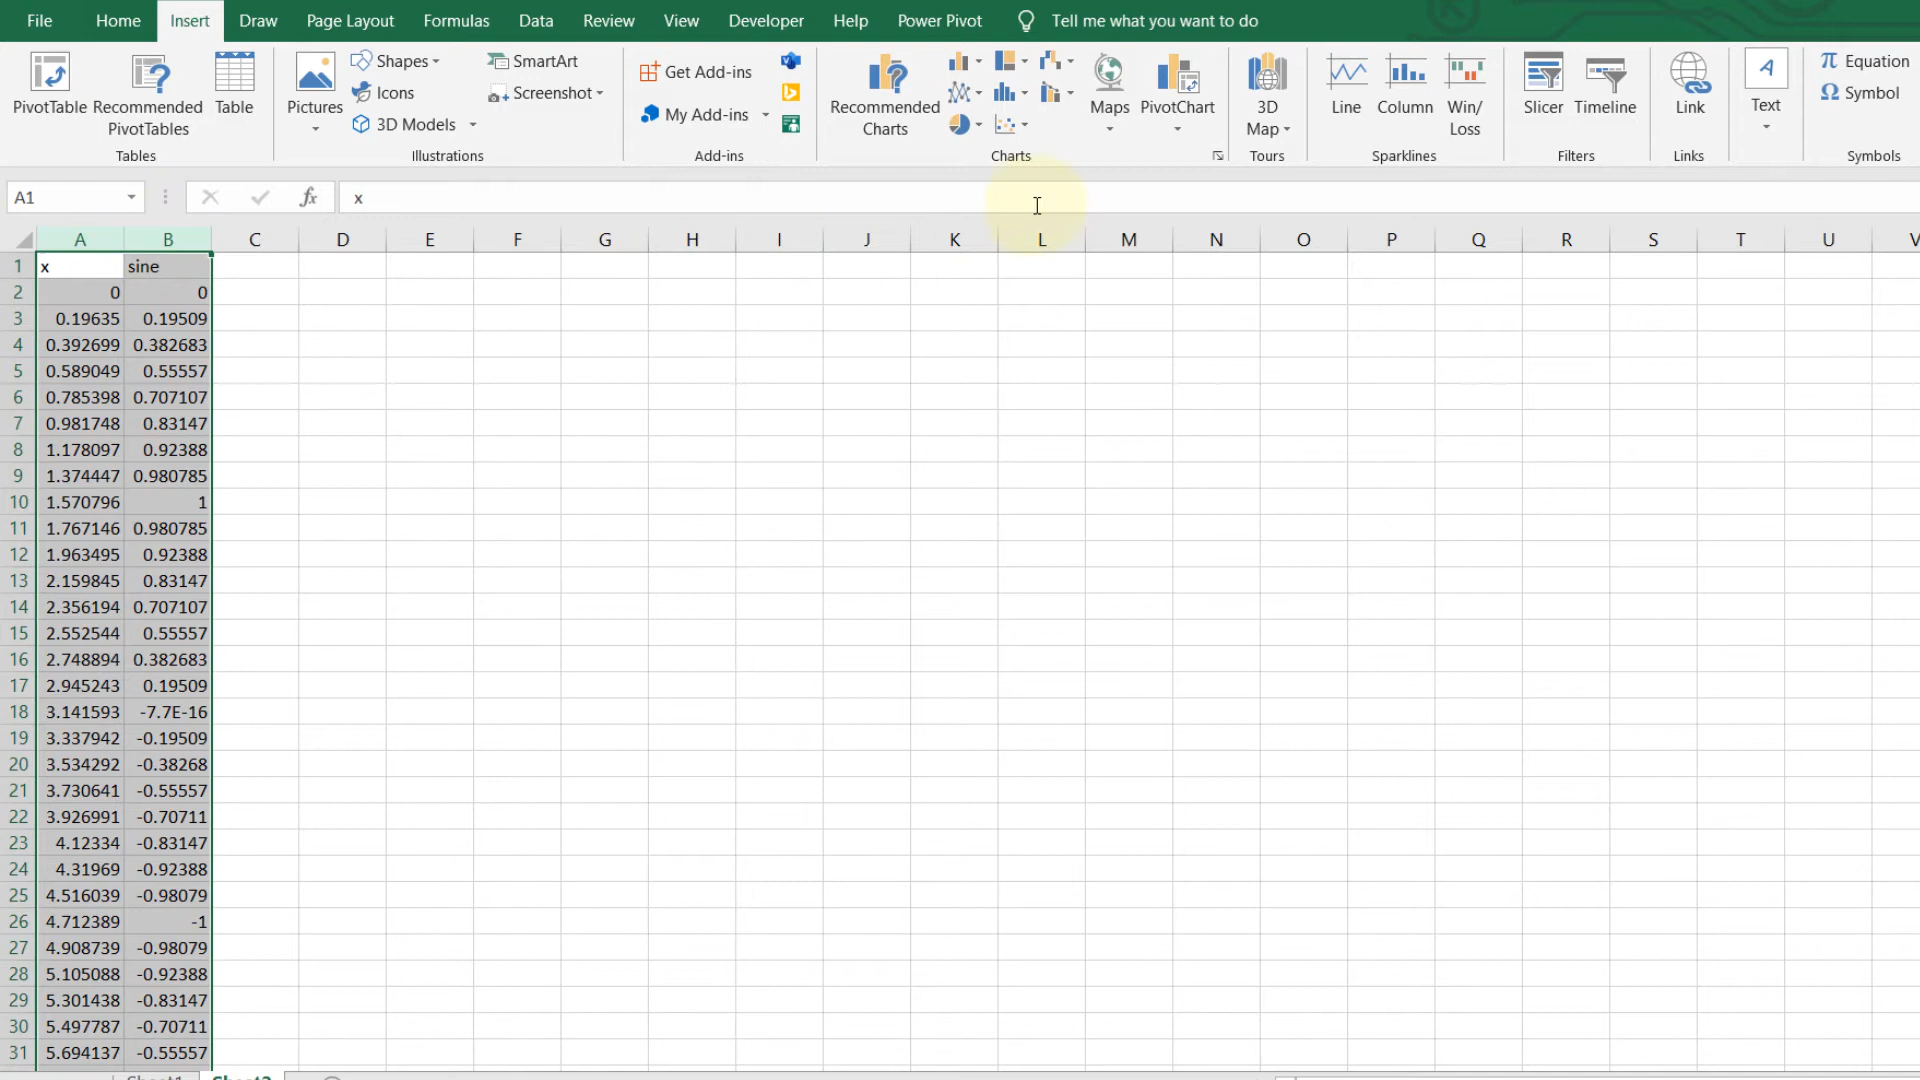 File Home Insert Draw Page Layout Formulas Data Review View Developer Help Power Pivot Tell me what you want to do
PivotTable
Recommended PivotTables
Table
Tables
Pictures
Shapes
Icons
3D Models
SmartArt
Screenshot
Illustrations
Get Add-ins
My Add-ins
Add-ins
Recommended Charts
Maps
PivotChart
Charts
3D Map
Tours
Line
Column
Win/ Loss
Sparklines
Slicer
Timeline
Filters
Link
Links
Text
Equation
Symbol
Symbols
A1 fx x
A B C D E F G H I J K L M N O P Q R S T U V
1 x sine
2 0 0
3 0.19635 0.19509
4 0.392699 0.382683
5 0.589049 0.55557
6 0.785398 0.707107
7 0.981748 0.83147
8 1.178097 0.92388
9 1.374447 0.980785
10 1.570796 1
11 1.767146 0.980785
12 1.963495 0.92388
13 2.159845 0.83147
14 2.356194 0.707107
15 2.552544 0.55557
16 2.748894 0.382683
17 2.945243 0.19509
18 3.141593 -7.7E-16
19 3.337942 -0.19509
20 3.534292 -0.38268
21 3.730641 -0.55557
22 3.926991 -0.70711
23 4.12334 -0.83147
24 4.31969 -0.92388
25 4.516039 -0.98079
26 4.712389 -1
27 4.908739 -0.98079
28 5.105088 -0.92388
29 5.301438 -0.83147
30 5.497787 -0.70711
31 5.694137 -0.55557